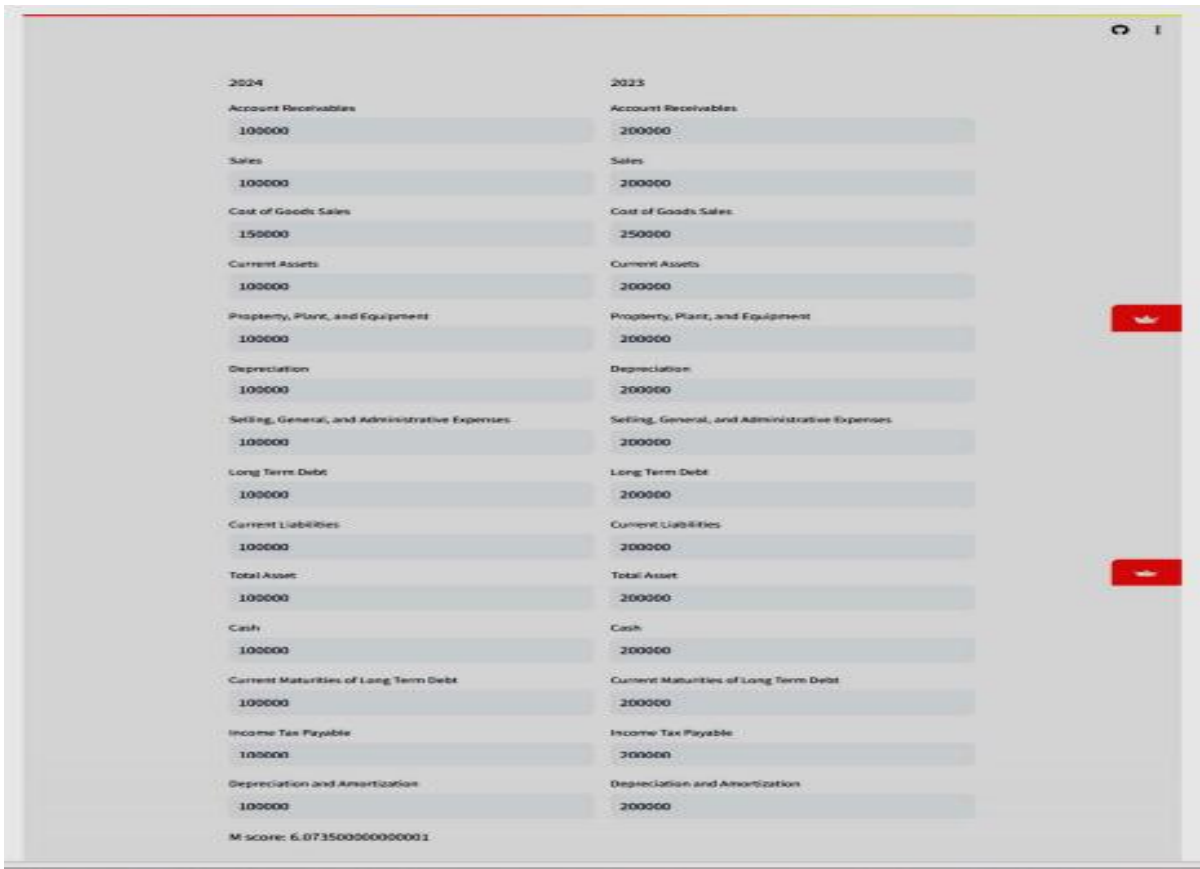 2024 2023
Account Receivables Account Receivables
100000 200000
Sales Sales
100000 200000
Cost of Goods Sales Cost of Goods Sales
150000 250000
Current Assets Current Assets
100000 200000
Propterty, Plant, and Equipment Propterty, Plant, and Equipment
100000 200000
Depreciation Depreciation
100000 200000
Selling, General, and Administrative Expenses Selling, General, and Administrative Expenses
100000 200000
Long Term Debt Long Term Debt
100000 200000
Current Liabilities Current Liabilities
100000 200000
Total Asset Total Asset
100000 200000
Cash Cash
100000 200000
Current Maturities of Long Term Debt Current Maturities of Long Term Debt
100000 200000
Income Tax Payable Income Tax Payable
100000 200000
Depreciation and Amortization Depreciation and Amortization
100000 200000
M-score: 6.073500000000001